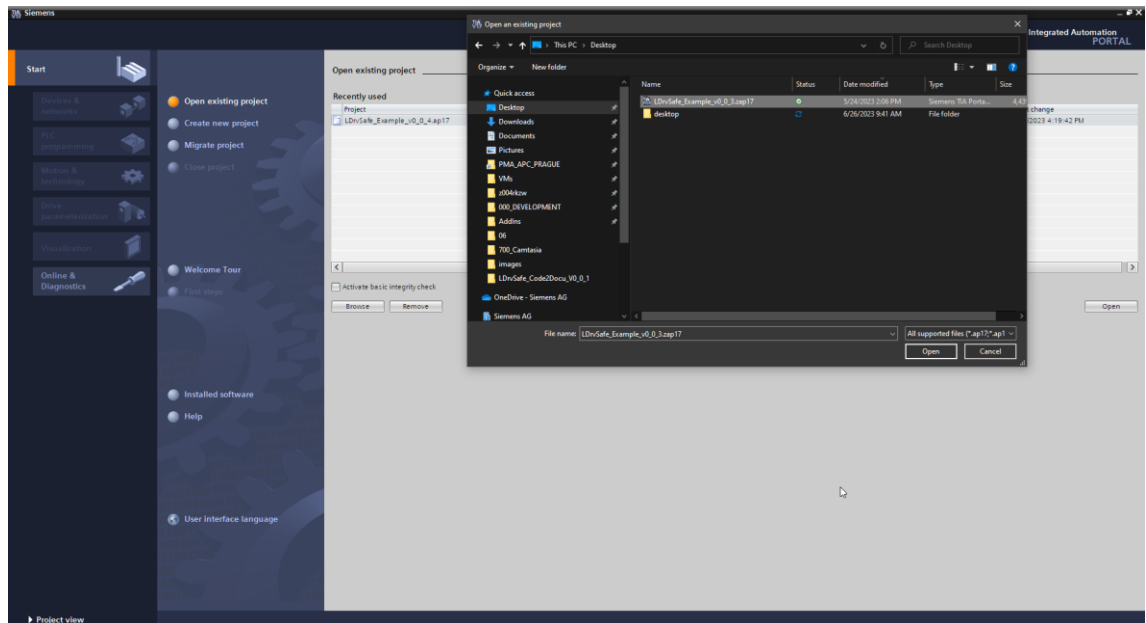 Siemens
Integrated Automation
PORTAL
Start
Devices & networks
PLC programming
Motion & technology
Drive parameterization
Visualization
Online & Diagnostics
Open existing project
Create new project
Migrate project
Close project
Welcome Tour
First steps
Installed software
Help
User interface language
Project view
Open existing project
Recently used
Project
LDrvSafe_Example_v0_0_4.ap17
change
/2023 4:19:42 PM
Activate basic integrity check
Browse
Remove
Open
Open an existing project
This PC
Desktop
Search Desktop
Organize
New folder
Quick access
Desktop
Downloads
Documents
Pictures
PMA_APC_PRAGUE
VMs
z004rkzw
000_DEVELOPMENT
AddIns
06
700_Camtasia
images
LDrvSafe_Code2Docu_V0_0_1
OneDrive - Siemens AG
Siemens AG
Name Status Date modified Type Size
LDrvSafe_Example_v0_0_3.zap17 5/24/2023 2:06 PM Siemens TIA Porta... 4,43
desktop 6/26/2023 9:41 AM File folder
File name: LDrvSafe_Example_v0_0_3.zap17
All supported files (*.ap17;*.ap1
Open
Cancel